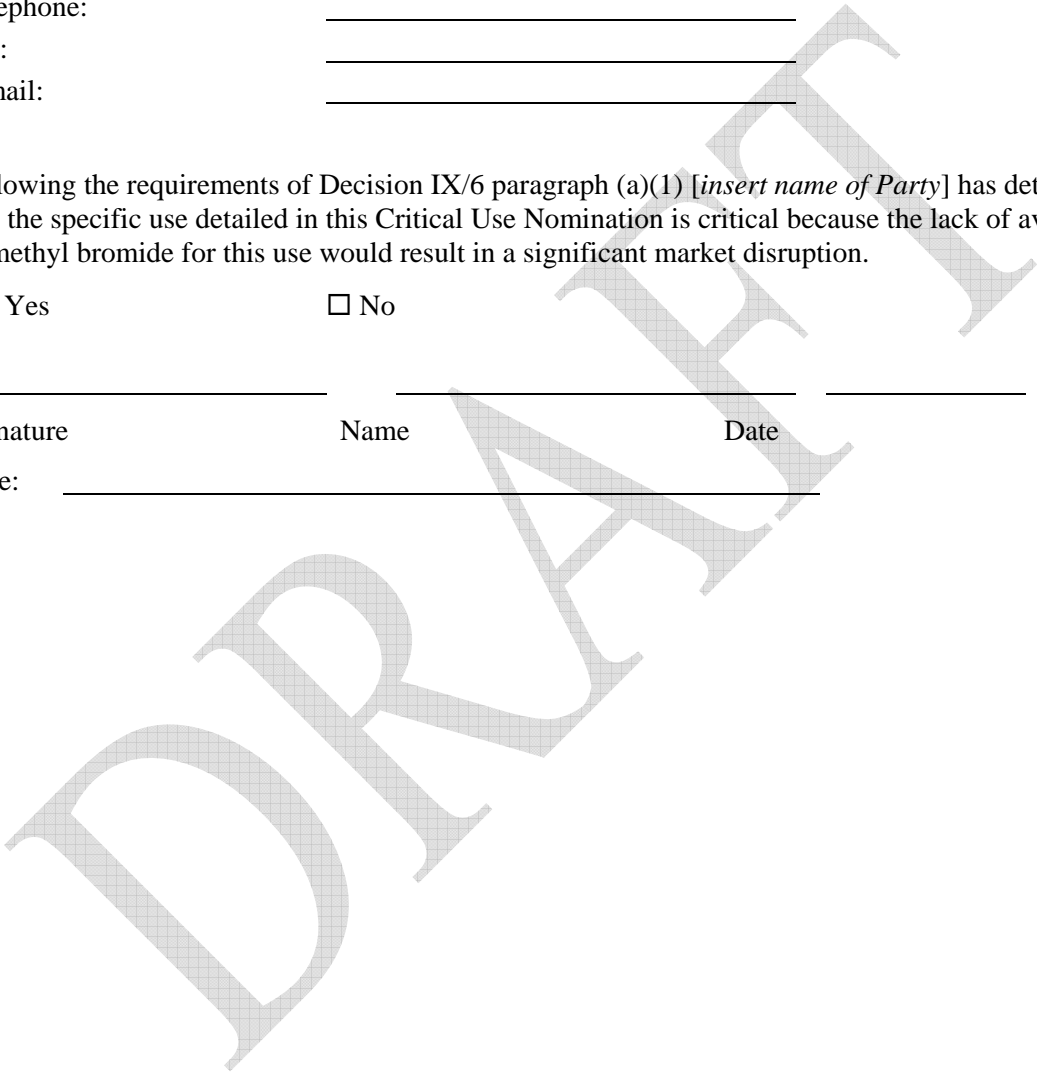 ephone:
:
nail:
lowing the requirements of Decision IX/6 paragraph (a)(1) [insert name of Party] has det
the specific use detailed in this Critical Use Nomination is critical because the lack of av
methyl bromide for this use would result in a significant market disruption.
Yes ☐ No
nature Name Date
e:
DRAFT